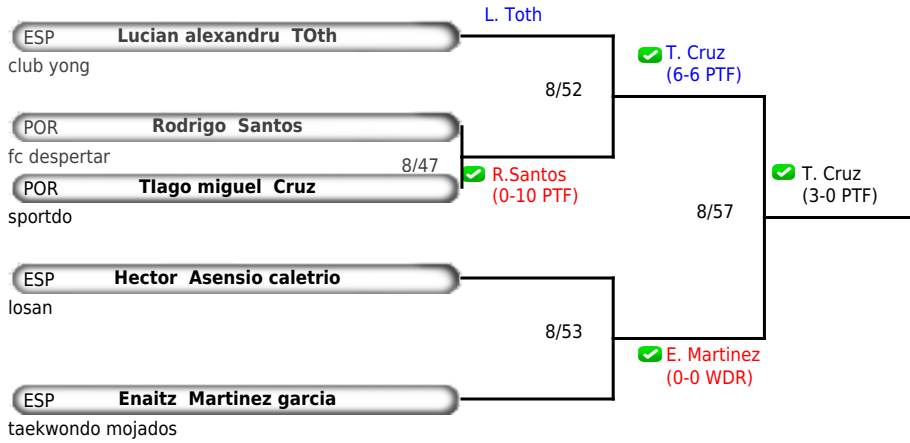 L. Toth
ESP Lucian alexandru TOth
club yong
T. Cruz
(6-6 PTF)
8/52
POR Rodrigo Santos
fc despertar
8/47
R.Santos
(0-10 PTF)
POR TIago miguel Cruz
sportdo
T. Cruz
(3-0 PTF)
8/57
ESP Hector Asensio caletrio
losan
8/53
E. Martinez
(0-0 WDR)
ESP Enaitz Martinez garcia
taekwondo mojados